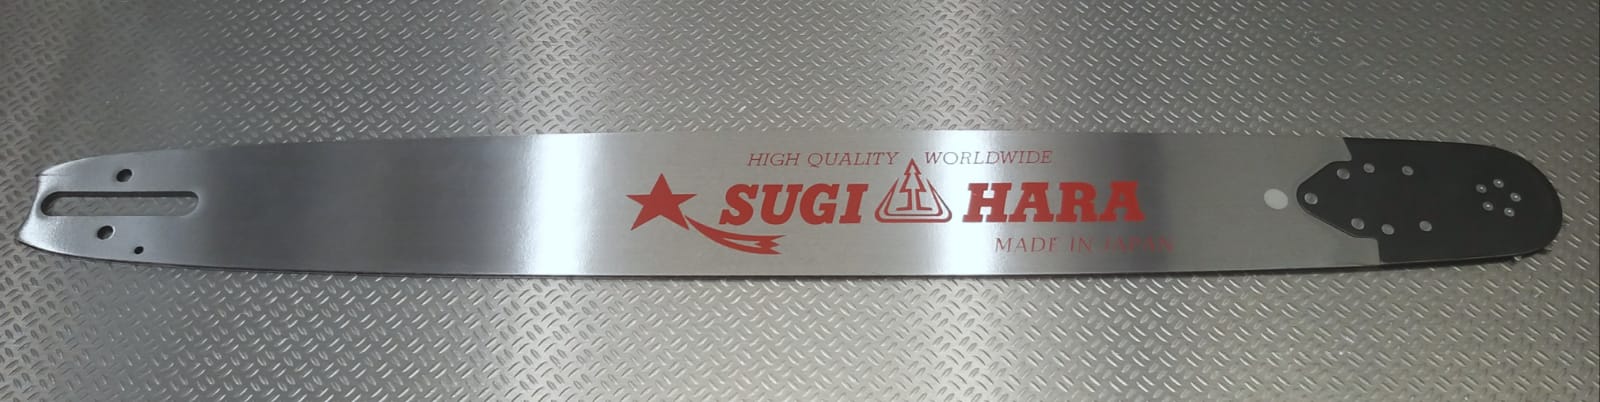 HIGH QUALITY WORLDWIDE
SUGI HARA
MADE IN JAPAN